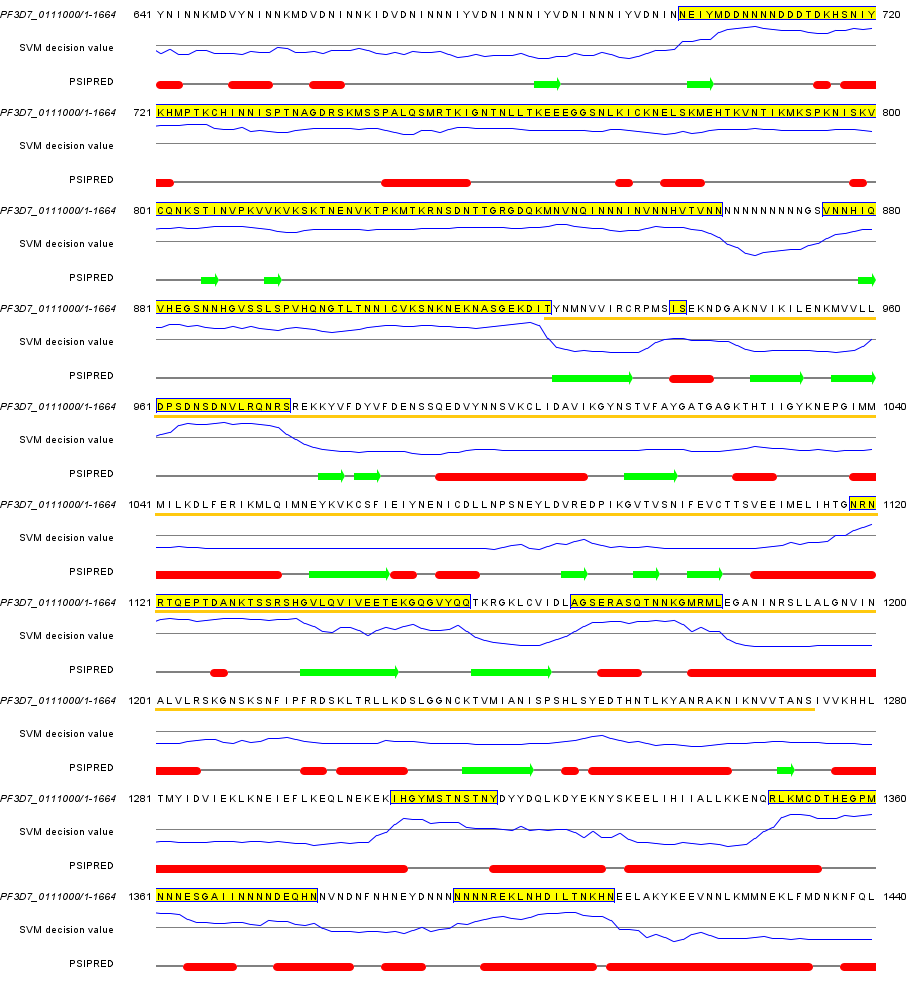 PF3D7_0111000/1-1664 641 YNINNKMDVYNINNKMDVDNINNKIDVDNINNNIYVDNINNNIYVDNINNNIYVDNINNEIYMDDNNNNDDDTDKHSNIY 720
SVM decision value
PSIPRED
PF3D7_0111000/1-1664 721 KHMPTKCHINNISPTNAGDRSKMSSPALQSMRTKIGNTNLLTKEEEGGSNLKICKNELSKMEHTKVNTIKMKSPKNISKV 800
SVM decision value
PSIPRED
PF3D7_0111000/1-1664 801 CQNKSTINVPKVVKVKSKTNENVKTPKMTKRNSDNTTGRGDQKMNVNQINNNINVNNHVTVNNNNNNNNNNNGSVNNHIQ 880
SVM decision value
PSIPRED
PF3D7_0111000/1-1664 881 VHEGSNNHGVSSLSPVHQNGTLTNNICVKSNKNEKNASGEKDITYNMNVVIRCRPMSISEKNDGAKNVIKILENKMVVLL 960
SVM decision value
PSIPRED
PF3D7_0111000/1-1664 961 DPSDNSDNVLRQNRSREKKYVFDYVFDENSSQEDVYNNSVKCLIDAVIKGYNSTVFAYGATGAGKTHTIIGYKNEPGIMM 1040
SVM decision value
PSIPRED
PF3D7_0111000/1-1664 1041 MILKDLFERIKMLQIMNEYKVKCSFIEIYNENICDLLNPSNEYLDVREDPIKGVTVSNIFEVCTTSVEEIMELIHTGNRN 1120
SVM decision value
PSIPRED
PF3D7_0111000/1-1664 1121 RTQEPTDANKTSSRSHGVLQVIVEETEKGQGVYQQTKRGKLCVIDLAGSERASQTNNKGMRMLEGANINRSLLALGNVIN 1200
SVM decision value
PSIPRED
PF3D7_0111000/1-1664 1201 ALVLRSKGNSKSNFIPFRDSKLTRLLKDSLGGNCKTVMIANISPSHLSYEDTHNTLKYANRAKNIKNVVTANSIVVKHHL 1280
SVM decision value
PSIPRED
PF3D7_0111000/1-1664 1281 TMYIDVIEKLKNEIEFLKEQLNEKEKIHGYMSTNSTNYDYYDQLKDYEKNYSKEELIHIIALLKKENQRLKMCDTHEGPM 1360
SVM decision value
PSIPRED
PF3D7_0111000/1-1664 1361 NNNESGAIINNNNDEQHNNVNDNFNHNEYDNNNNNNNREKLNHDILTNKHNEELAKYKEEVNNLKMMNEKLFMDNKNFQL 1440
SVM decision value
PSIPRED